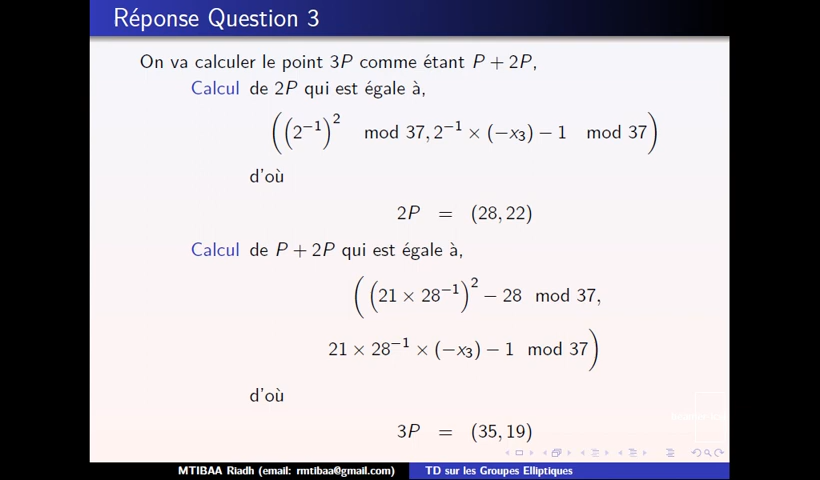 Réponse Question 3
On va calculer le point 3P comme étant P + 2P,
Calcul de 2P qui est égale à,
((2⁻¹)² mod 37, 2⁻¹ × (−x₃) − 1 mod 37)
d'où
2P = (28, 22)
Calcul de P + 2P qui est égale à,
((21 × 28⁻¹)² − 28 mod 37,
21 × 28⁻¹ × (−x₃) − 1 mod 37)
d'où
3P = (35, 19)
MTIBAA Riadh (email: rmtibaa@gmail.com) TD sur les Groupes Elliptiques